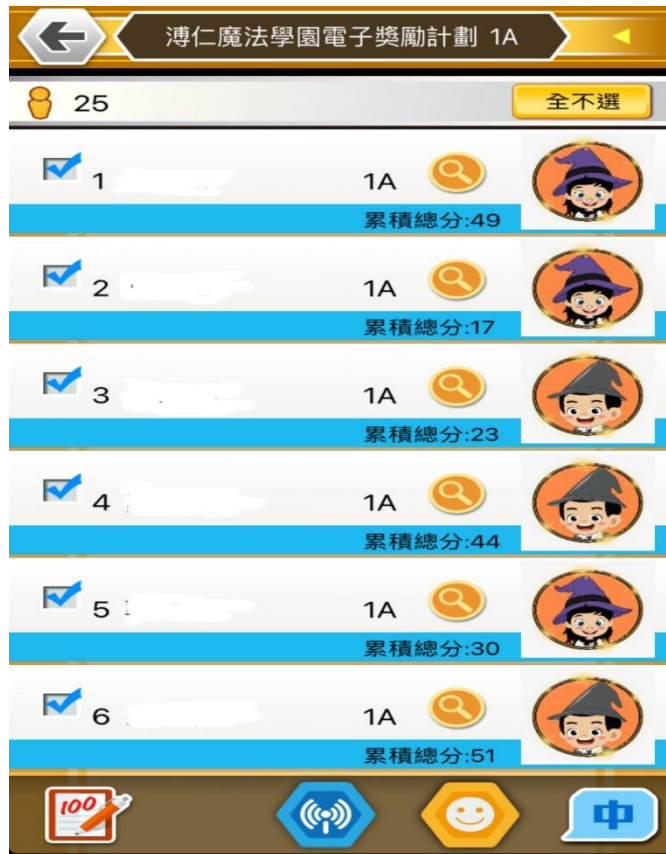 溥仁魔法學園電子獎勵計劃 1A
25 全不選
1 1A
累積總分:49
2 1A
累積總分:17
3 1A
累積總分:23
4 1A
累積總分:44
5 1A
累積總分:30
6 1A
累積總分:51
100 中